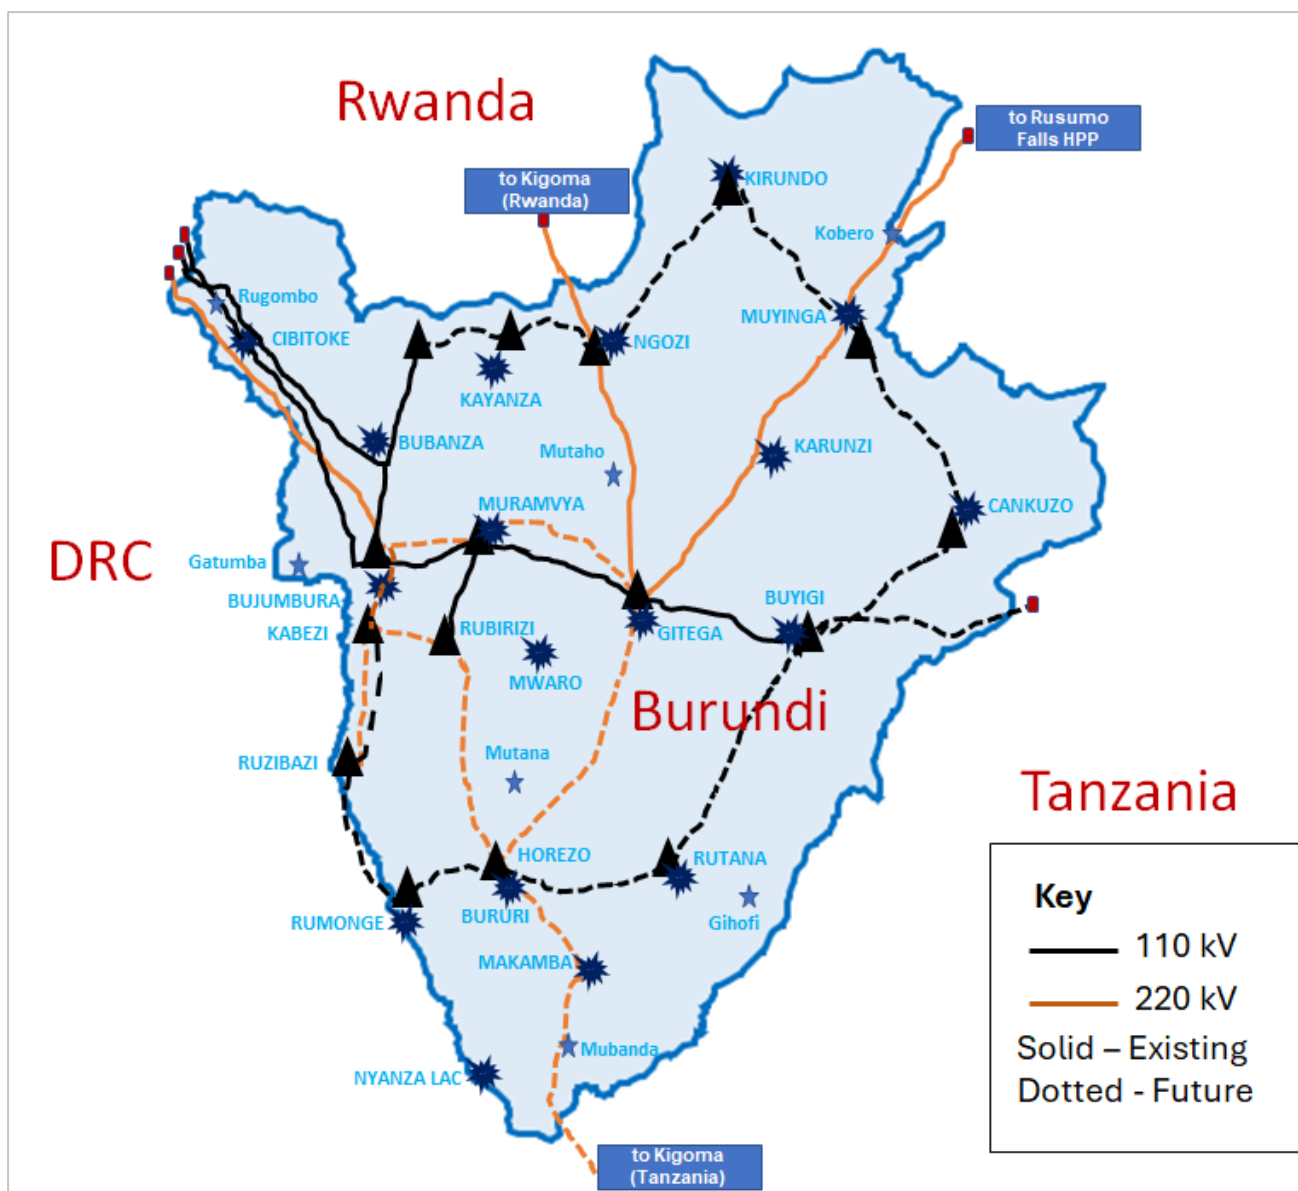 Rwanda
to Rusumo
Falls HPP
to Kigoma
(Rwanda)
KIRUNDO
Kobero
Rugombo
CIBITOKE
MUYINGA
NGOZI
KAYANZA
BUBANZA
Mutaho
KARUNZI
MURAMVYA
CANKUZO
DRC
Gatumba
BUJUMBURA
KABEZI
RUBIRIZI
GITEGA
BUYIGI
MWARO
Burundi
RUZIBAZI
Mutana
Tanzania
HOREZO
RUTANA
RUMONGE
BURURI
Gihofi
MAKAMBA
Mubanda
NYANZA LAC
to Kigoma
(Tanzania)
Key
110 kV
220 kV
Solid – Existing
Dotted - Future